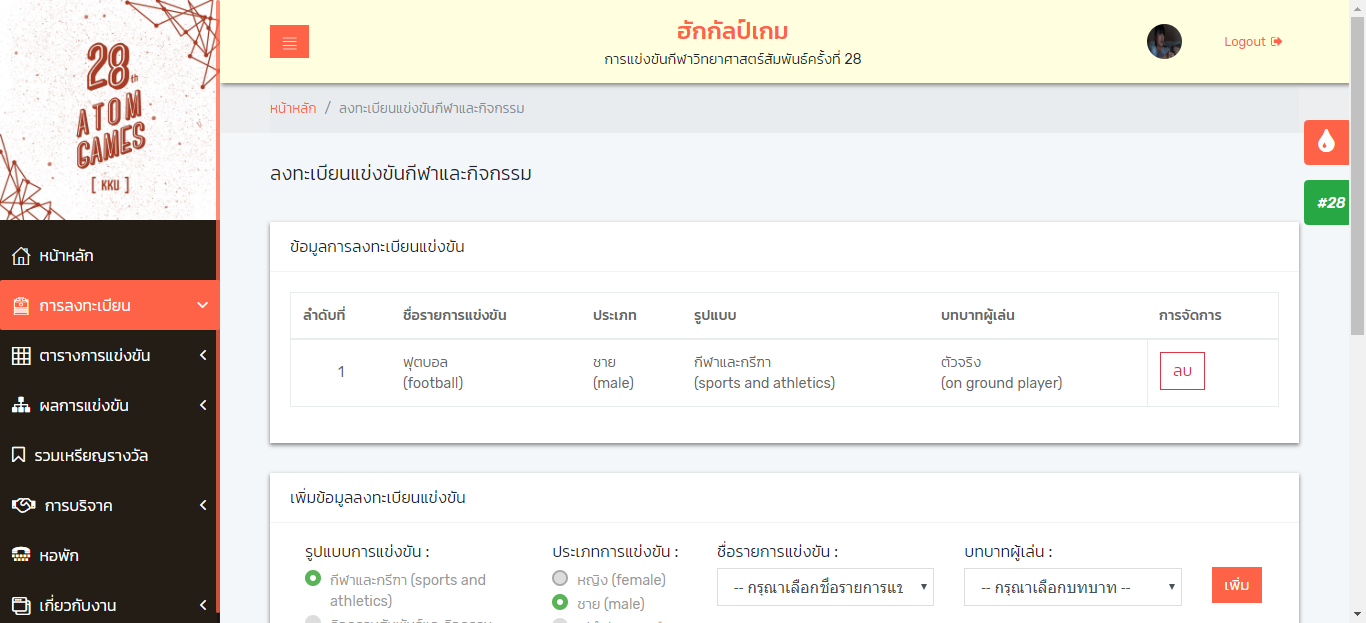 28th
ATOM
GAMES
[ KKU ]
หน้าหลัก
การลงทะเบียน
ตารางการแข่งขัน
ผลการแข่งขัน
รวมเหรียญรางวัล
การบริจาค
หอพัก
เกี่ยวกับงาน
ฮักกัลป์เกม
การแข่งขันกีฬาวิทยาศาสตร์สัมพันธ์ครั้งที่ 28
Logout
หน้าหลัก / ลงทะเบียนแข่งขันกีฬาและกิจกรรม
#28
ลงทะเบียนแข่งขันกีฬาและกิจกรรม
ข้อมูลการลงทะเบียนแข่งขัน
ลำดับที่ ชื่อรายการแข่งขัน ประเภท รูปแบบ บทบาทผู้เล่น การจัดการ
1 ฟุตบอล ชาย กีฬาและกรีฑา ตัวจริง ลบ
(football) (male) (sports and athletics) (on ground player)
เพิ่มข้อมูลลงทะเบียนแข่งขัน
รูปแบบการแข่งขัน : ประเภทการแข่งขัน : ชื่อรายการแข่งขัน : บทบาทผู้เล่น :
กีฬาและกรีฑา (sports and athletics) หญิง (female) -- กรุณาเลือกชื่อรายการแข -- กรุณาเลือกบทบาท -- เพิ่ม
ชาย (male)